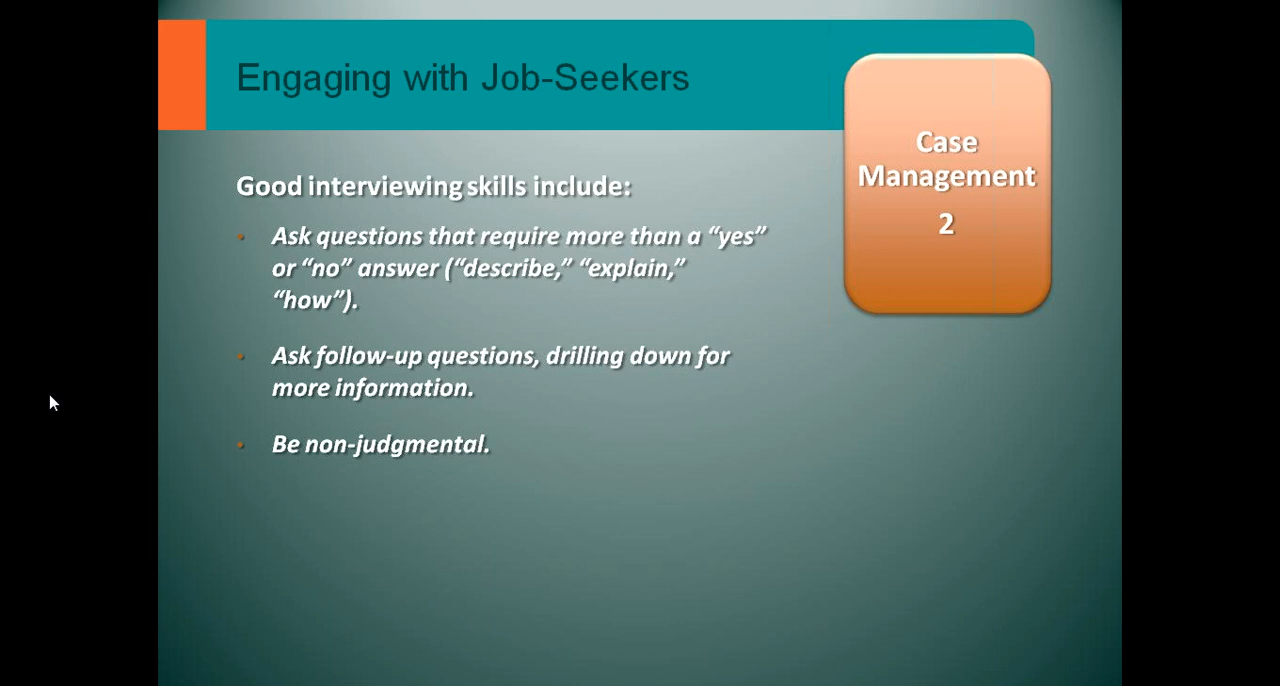 Engaging with Job-Seekers
Case
Management
2
Good interviewing skills include:
• Ask questions that require more than a “yes”
or “no” answer (“describe,” “explain,”
“how”).
• Ask follow-up questions, drilling down for
more information.
• Be non-judgmental.